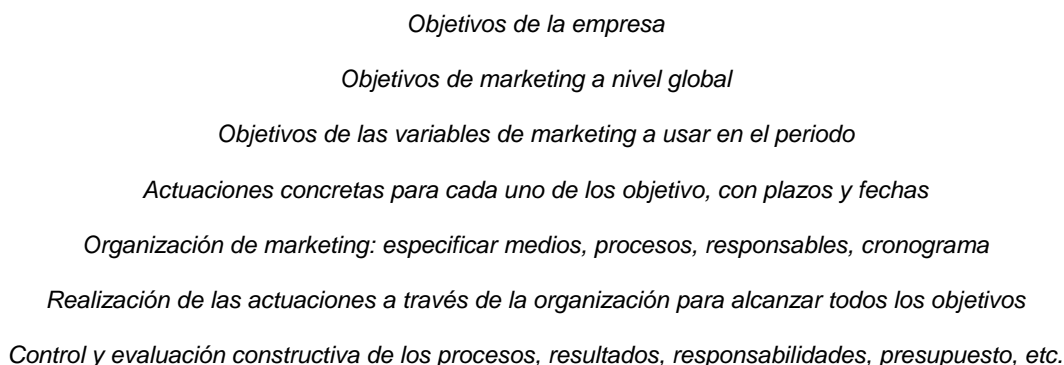 Objetivos de la empresa
Objetivos de marketing a nivel global
Objetivos de las variables de marketing a usar en el periodo
Actuaciones concretas para cada uno de los objetivo, con plazos y fechas
Organización de marketing: especificar medios, procesos, responsables, cronograma
Realización de las actuaciones a través de la organización para alcanzar todos los objetivos
Control y evaluación constructiva de los procesos, resultados, responsabilidades, presupuesto, etc.